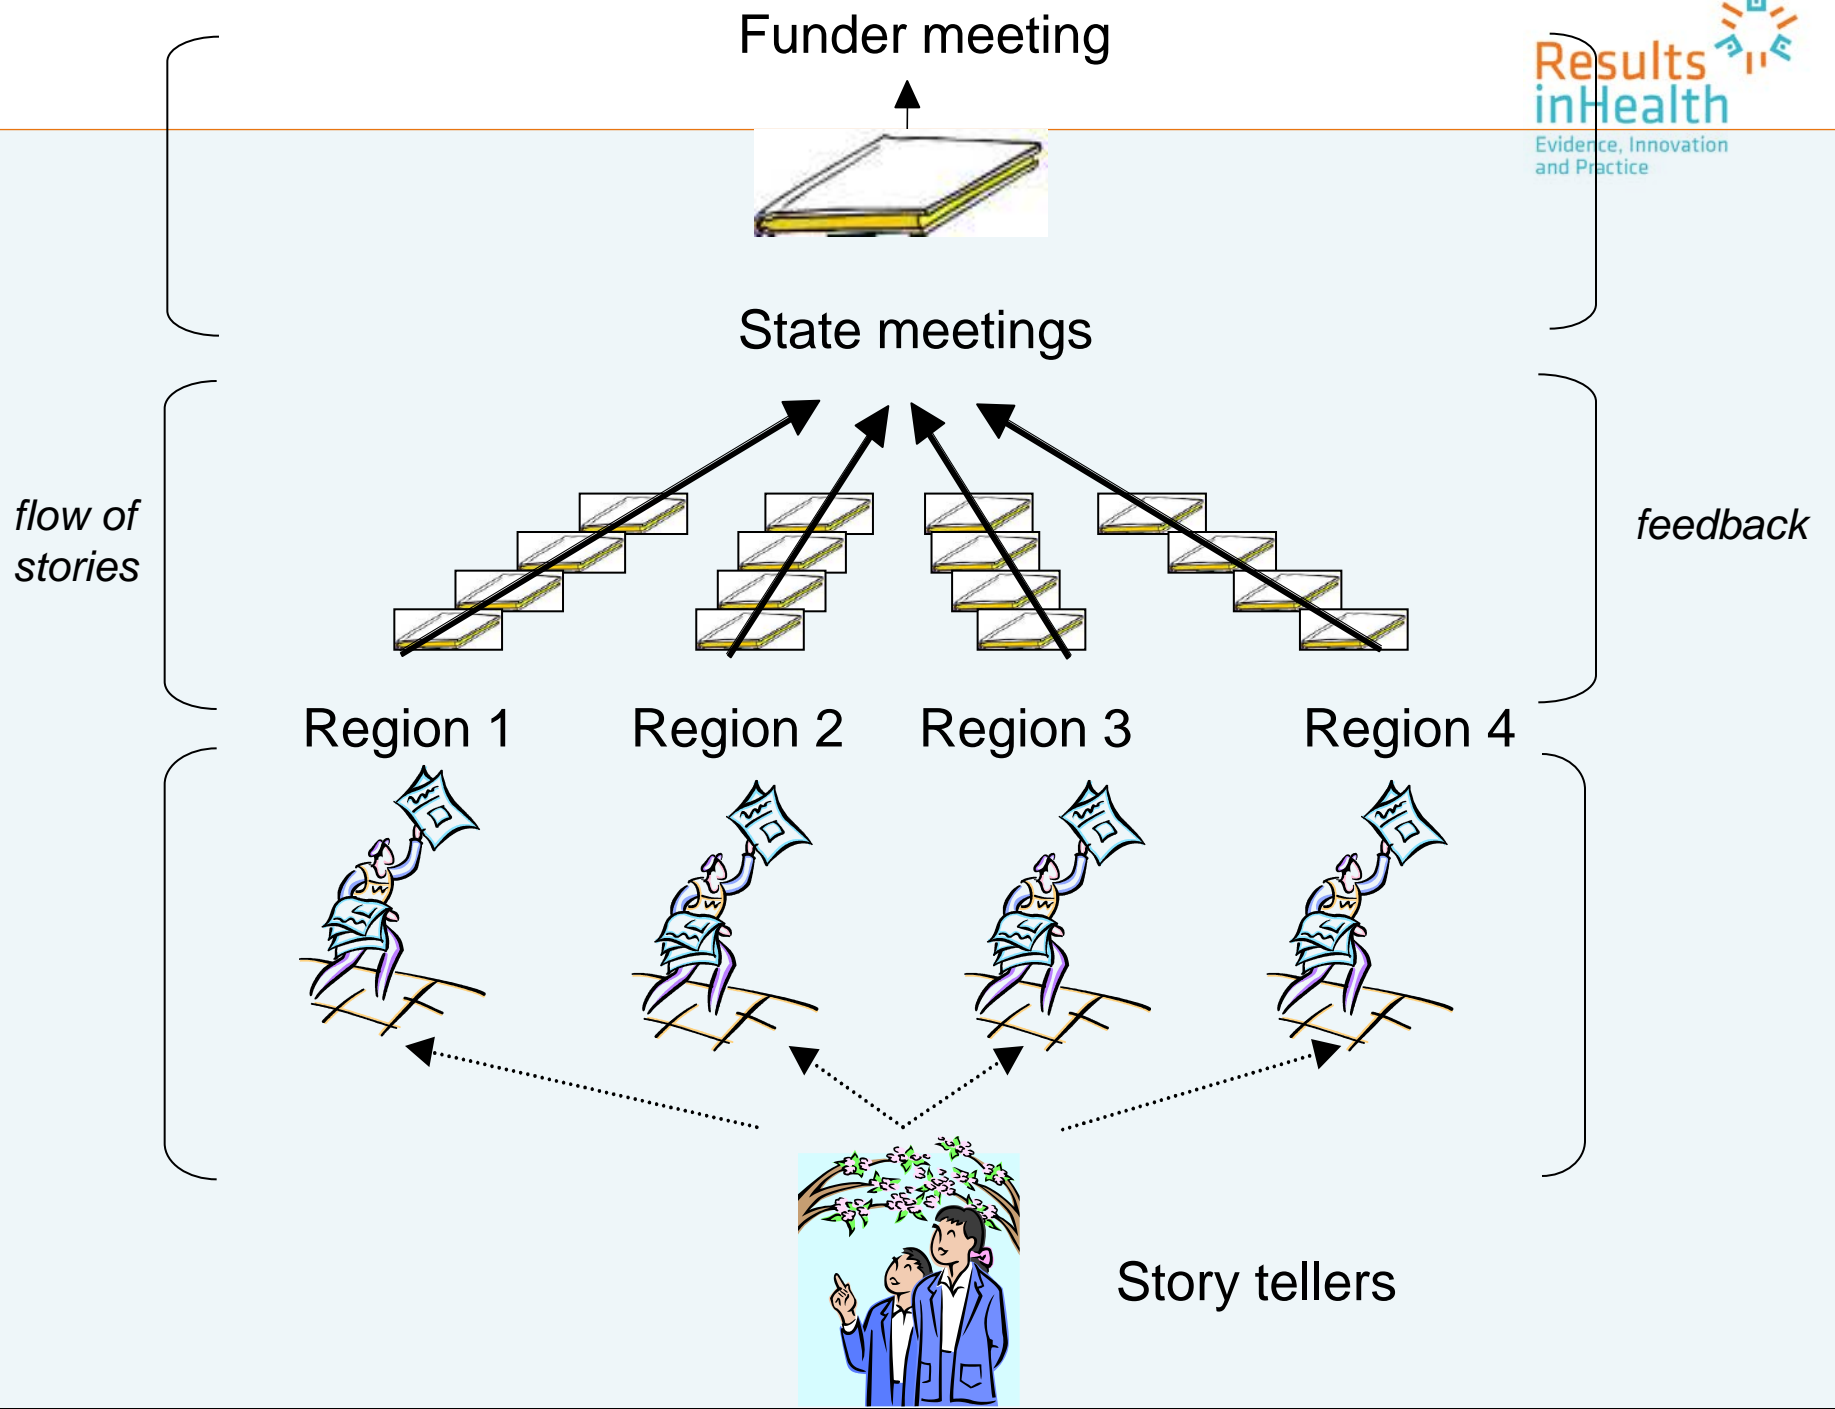 Funder meeting
Results
inHealth
Evidence, Innovation
and Practice
State meetings
flow of
stories
feedback
Region 1
Region 2
Region 3
Region 4
Story tellers